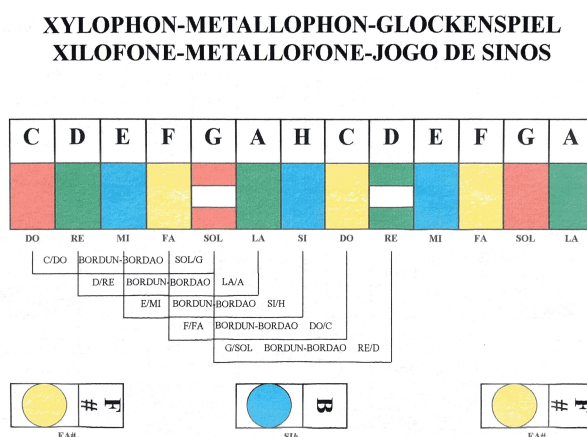 XYLOPHON-METALLOPHON-GLOCKENSPIEL
XILOFONE-METALLOFONE-JOGO DE SINOS
C D E F G A H C D E F G A
DO RE MI FA SOL LA SI DO RE MI FA SOL LA
C/DO BORDUN-BORDAO SOL/G
D/RE BORDUN-BORDAO LA/A
E/MI BORDUN-BORDAO SI/H
F/FA BORDUN-BORDAO DO/C
G/SOL BORDUN-BORDAO RE/D
#F B #F
FA# SIb FA#